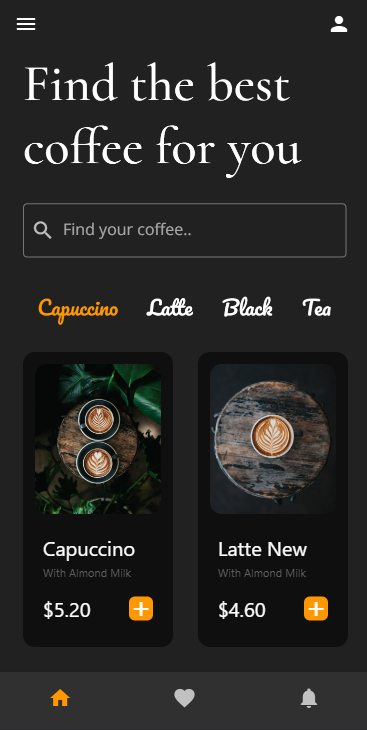 Find the best
coffee for you
Find your coffee..
Capuccino Latte Black Tea
Capuccino
With Almond Milk
$5.20
Latte New
With Almond Milk
$4.60